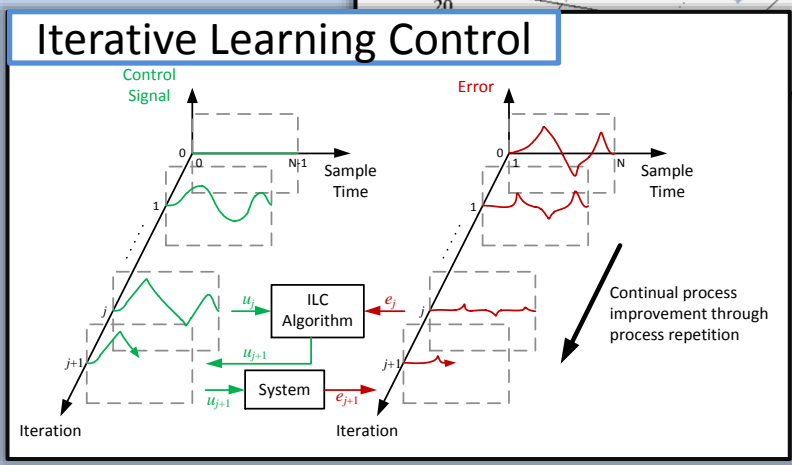 20
Iterative Learning Control
Control
Signal
Error
0
0
N-1
Sample
Time
0
1
N
Sample
Time
1
1
j
u_j
ILC
Algorithm
e_j
j
Continual process
improvement through
process repetition
j+1
u_{j+1}
j+1
u_{j+1}
System
e_{j+1}
Iteration
Iteration